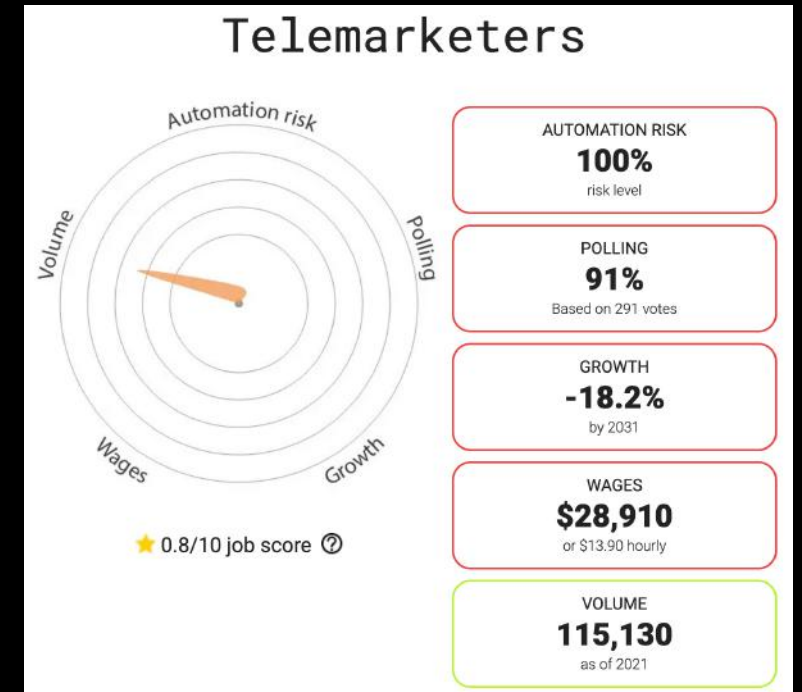 Telemarketers
Automation risk
Polling
Growth
Wages
Volume
0.8/10 job score ?
AUTOMATION RISK
100%
risk level
POLLING
91%
Based on 291 votes
GROWTH
-18.2%
by 2031
WAGES
$28,910
or $13.90 hourly
VOLUME
115,130
as of 2021